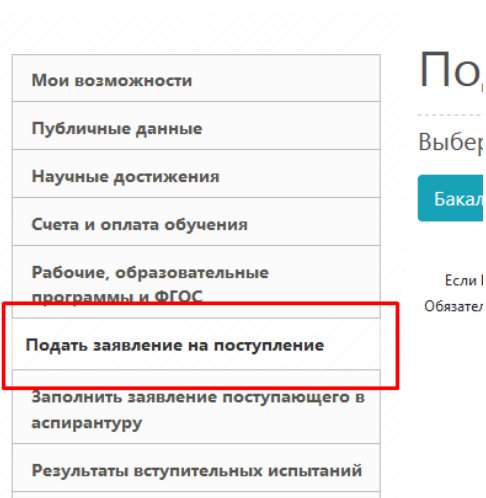 Мои возможности
Публичные данные
Научные достижения
Счета и оплата обучения
Рабочие, образовательные
программы и ФГОС
Подать заявление на поступление
Заполнить заявление поступающего в
аспирантуру
Результаты вступительных испытаний
Если